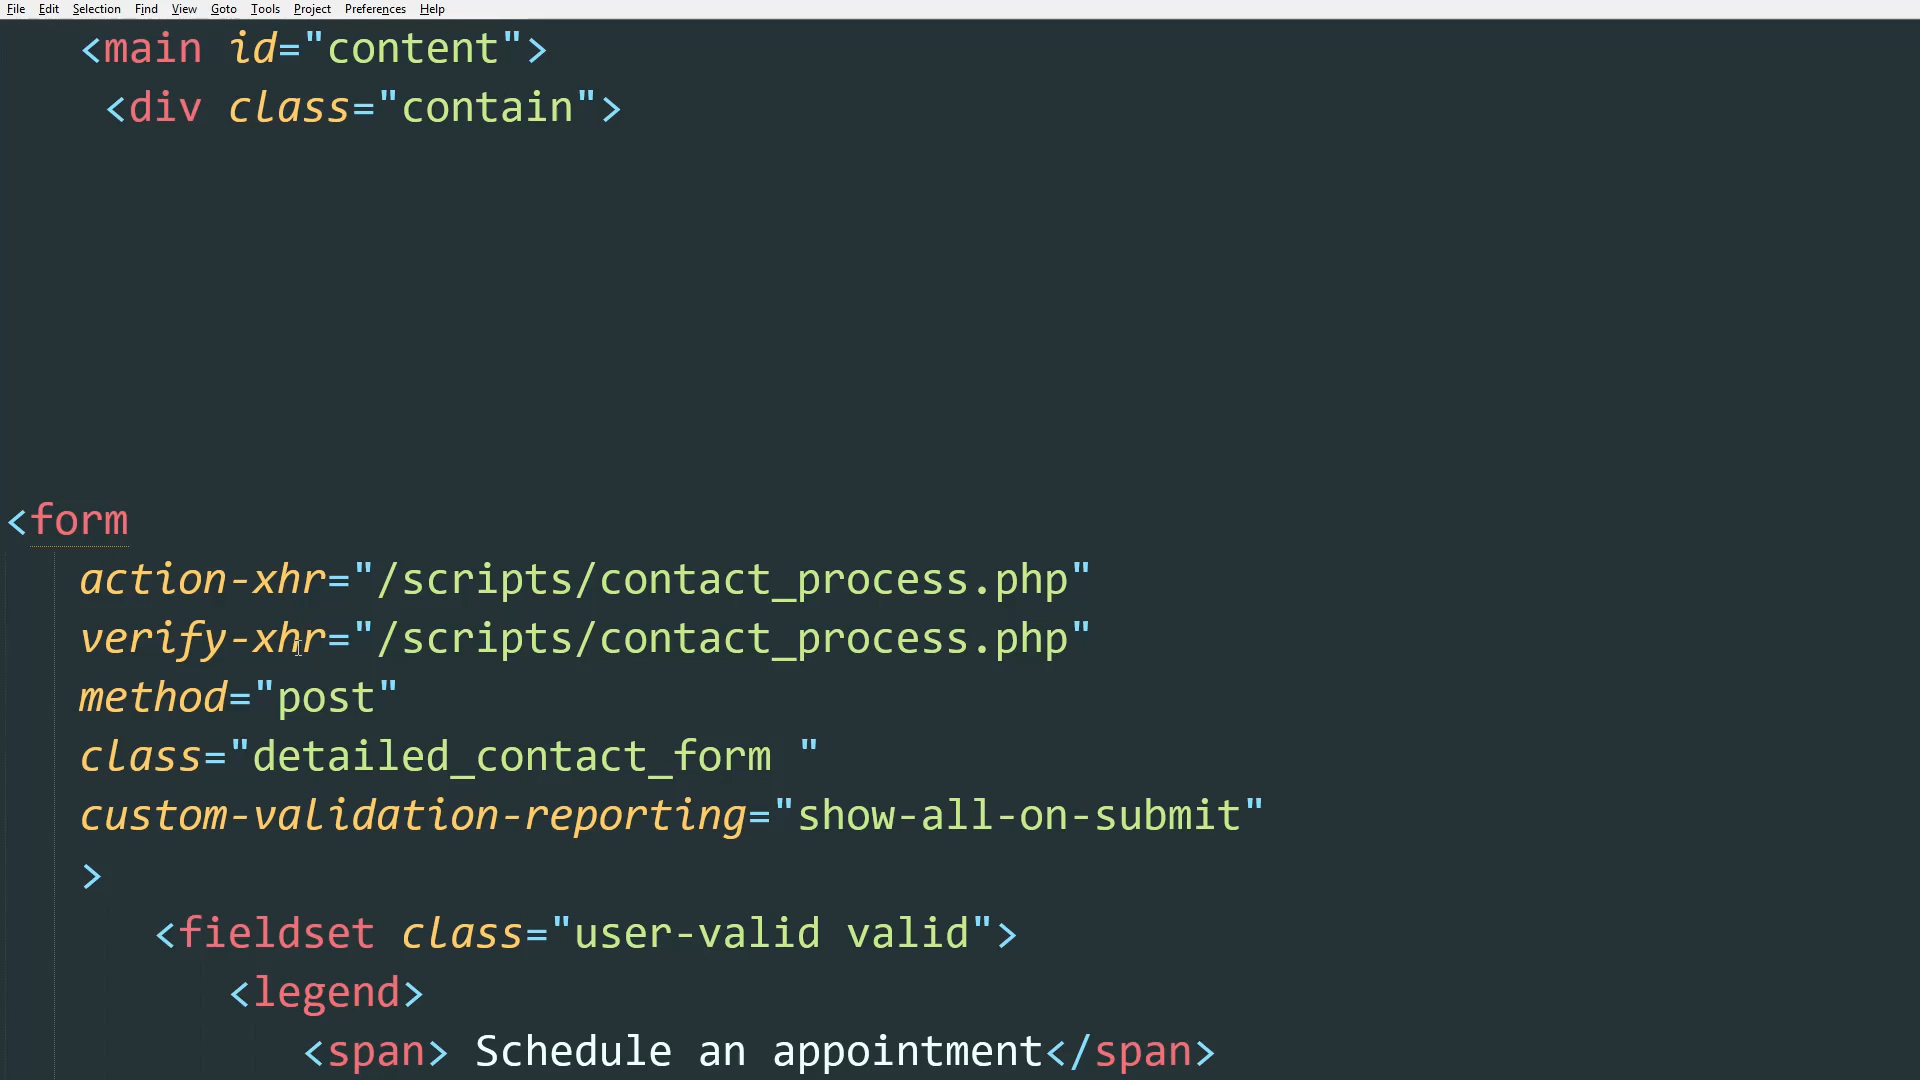 File Edit Selection Find View Goto Tools Project Preferences Help
<main id="content">
<div class="contain">
<form
action-xhr="/scripts/contact_process.php"
verify-xhr="/scripts/contact_process.php"
method="post"
class="detailed_contact_form "
custom-validation-reporting="show-all-on-submit"
>
<fieldset class="user-valid valid">
<legend>
<span> Schedule an appointment</span>